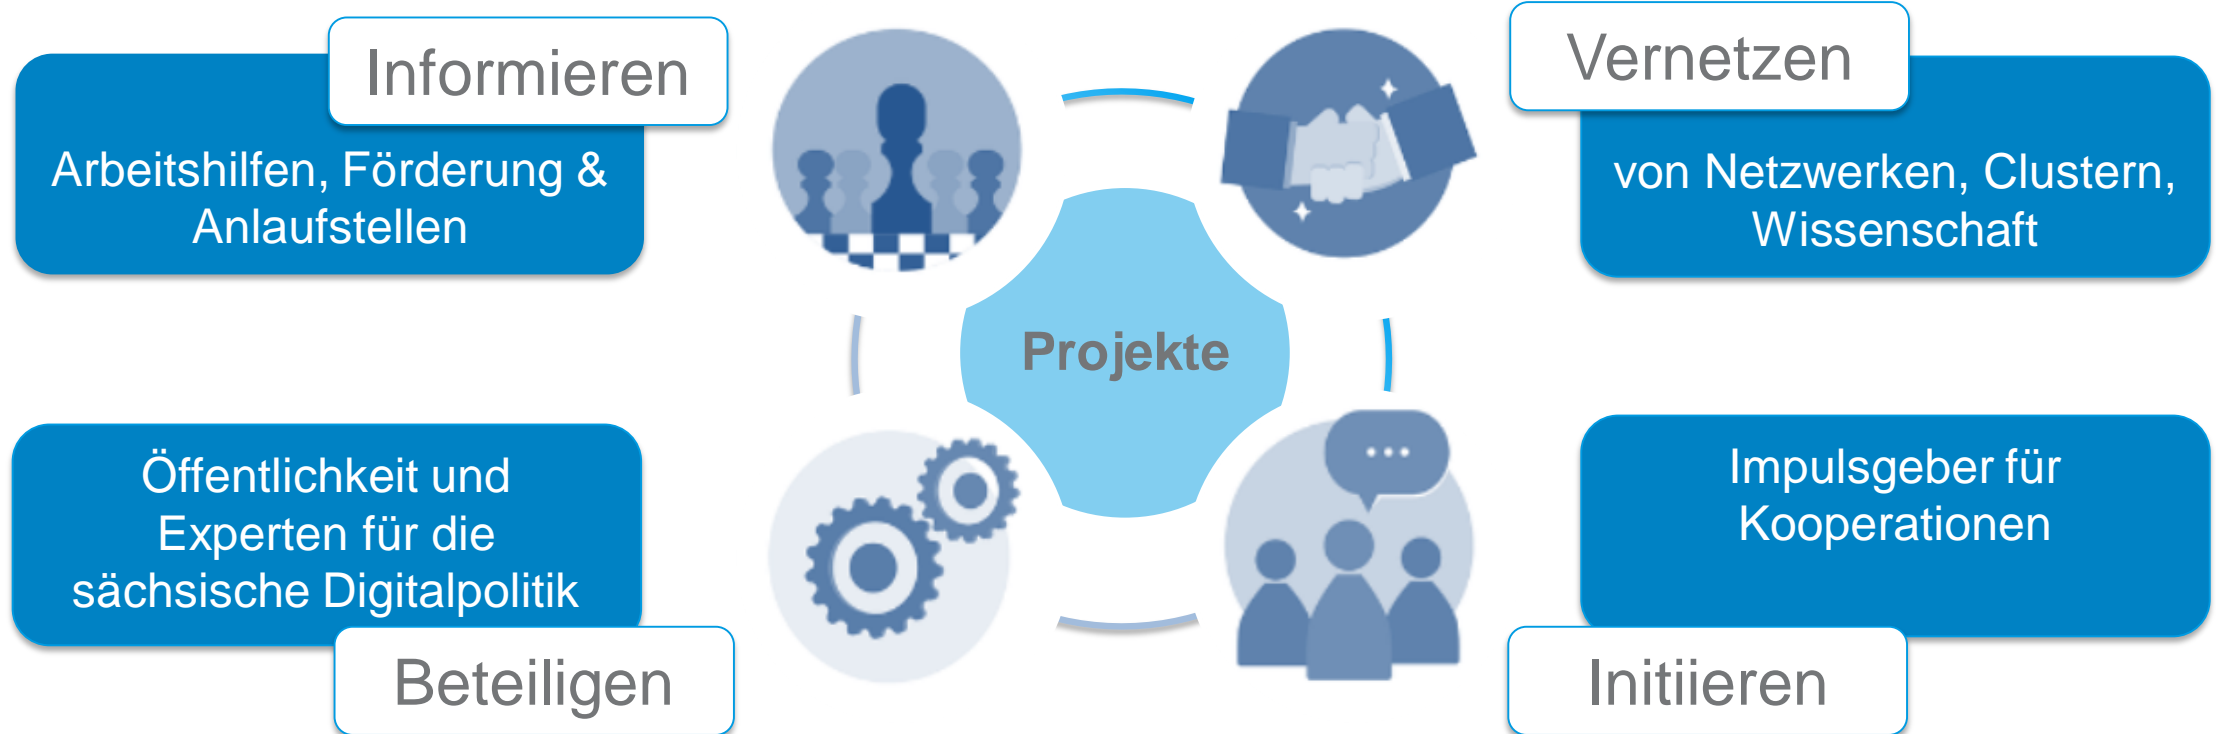 Informieren
Arbeitshilfen, Förderung &
Anlaufstellen
Vernetzen
von Netzwerken, Clustern,
Wissenschaft
Projekte
Öffentlichkeit und
Experten für die
sächsische Digitalpolitik
Beteiligen
Impulsgeber für
Kooperationen
Initiieren